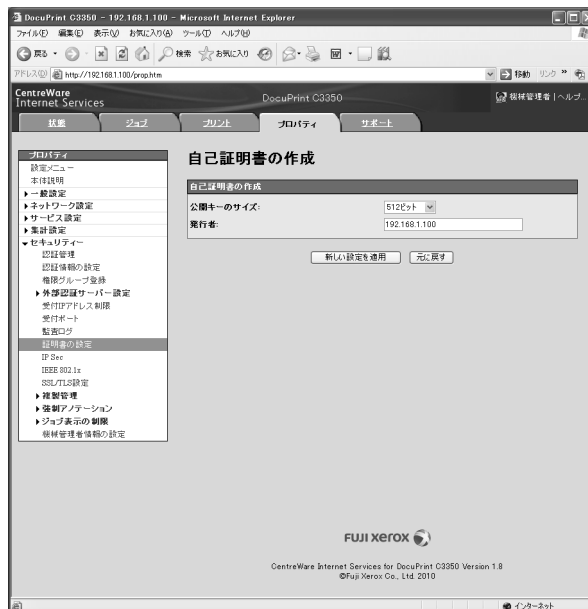 DocuPrint C3350 - 192.168.1.100 - Microsoft Internet Explorer
ファイル(F) 編集(E) 表示(V) お気に入り(A) ツール(T) ヘルプ(H)
戻る 検索 お気に入り
アドレス(D) http://192.168.1.100/prop.htm 移動 リンク »
CentreWare
Internet Services
DocuPrint C3350
機械管理者 | ヘルプ...
状態 ジョブ プリント プロパティ サポート
プロパティ
設定メニュー
本体説明
一般設定
ネットワーク設定
サービス設定
集計設定
セキュリティー
認証管理
認証情報の設定
権限グループ登録
外部認証サーバー設定
受付IPアドレス制限
受付ポート
監査ログ
証明書の設定
IP Sec
IEEE 802.1x
SSL/TLS設定
複製管理
強制アノテーション
ジョブ表示の制限
機械管理者情報の設定
自己証明書の作成
自己証明書の作成
公開キーのサイズ: 512ビット
発行者: 192.168.1.100
新しい設定を適用 元に戻す
FUJI XEROX
CentreWare Internet Services for DocuPrint C3350 Version 1.8
©Fuji Xerox Co., Ltd. 2010
インターネット